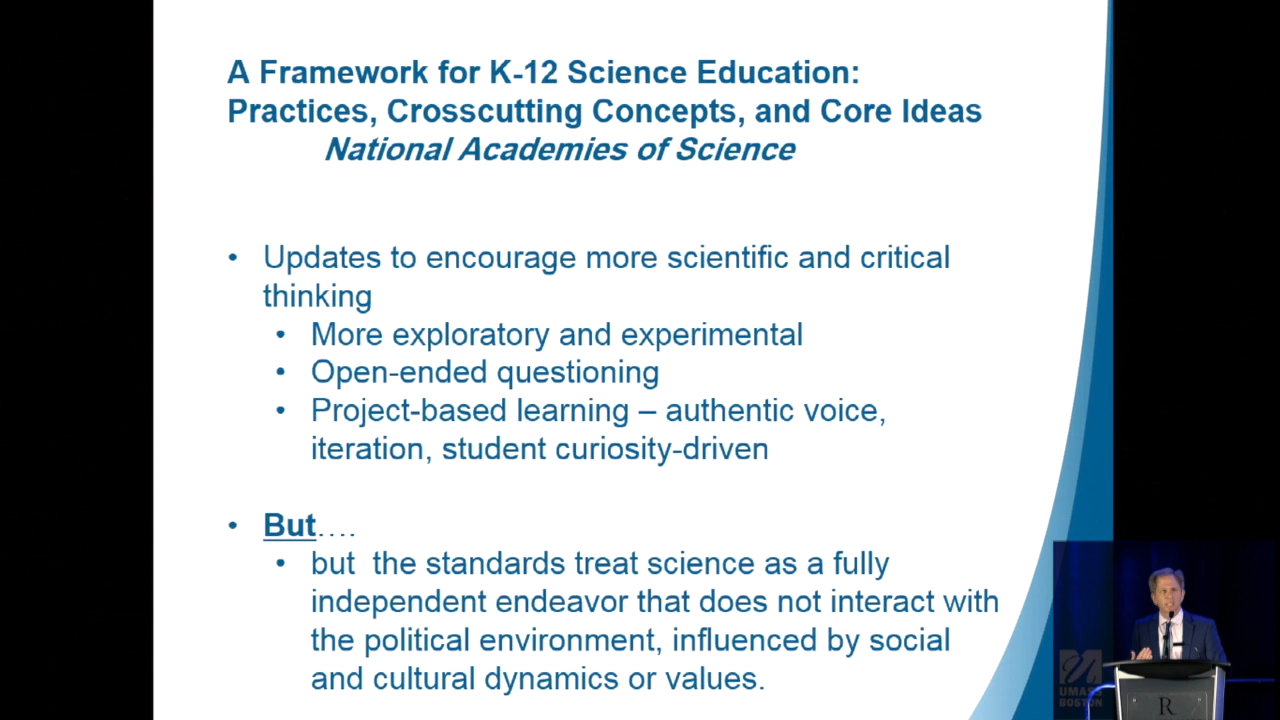 A Framework for K-12 Science Education:
Practices, Crosscutting Concepts, and Core Ideas
National Academies of Science
• Updates to encourage more scientific and critical
thinking
• More exploratory and experimental
• Open-ended questioning
• Project-based learning – authentic voice,
iteration, student curiosity-driven
• But….
• but the standards treat science as a fully
independent endeavor that does not interact with
the political environment, influenced by social
and cultural dynamics or values.
UMASS
BOSTON
R